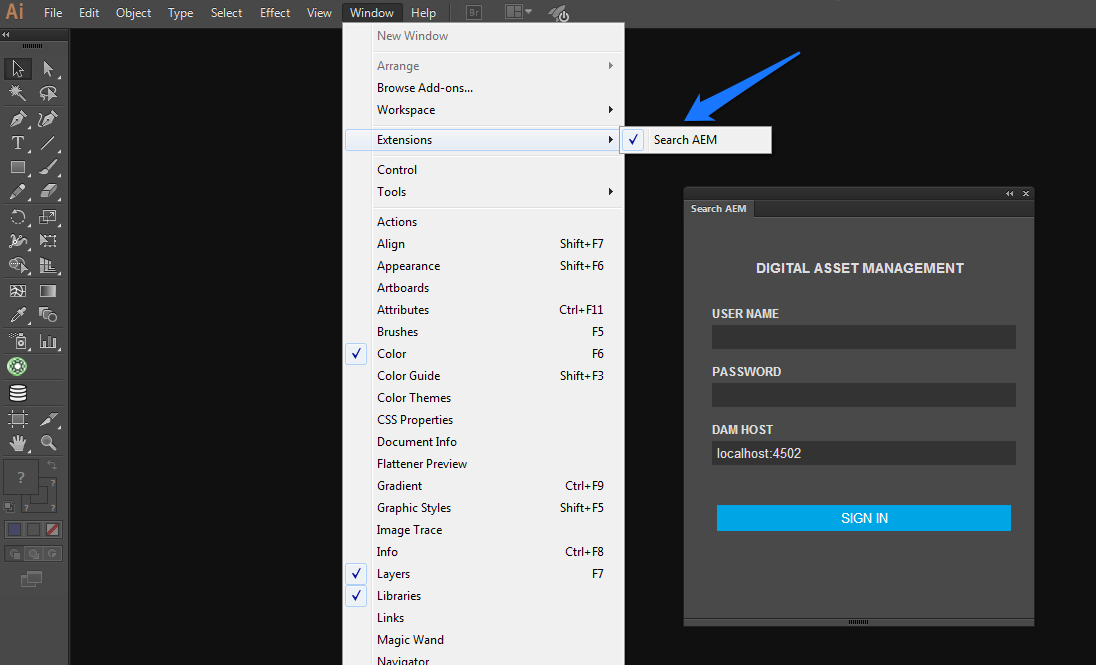 Ai File Edit Object Type Select Effect View Window Help Br
New Window
Arrange
Browse Add-ons...
Workspace
Extensions
Search AEM
Control
Tools
Actions
Align Shift+F7
Appearance Shift+F6
Artboards
Attributes Ctrl+F11
Brushes F5
Color F6
Color Guide Shift+F3
Color Themes
CSS Properties
Document Info
Flattener Preview
Gradient Ctrl+F9
Graphic Styles Shift+F5
Image Trace
Info Ctrl+F8
Layers F7
Libraries
Links
Magic Wand
Navigator
Search AEM
DIGITAL ASSET MANAGEMENT
USER NAME
PASSWORD
DAM HOST
localhost:4502
SIGN IN
T
?
?
?
?